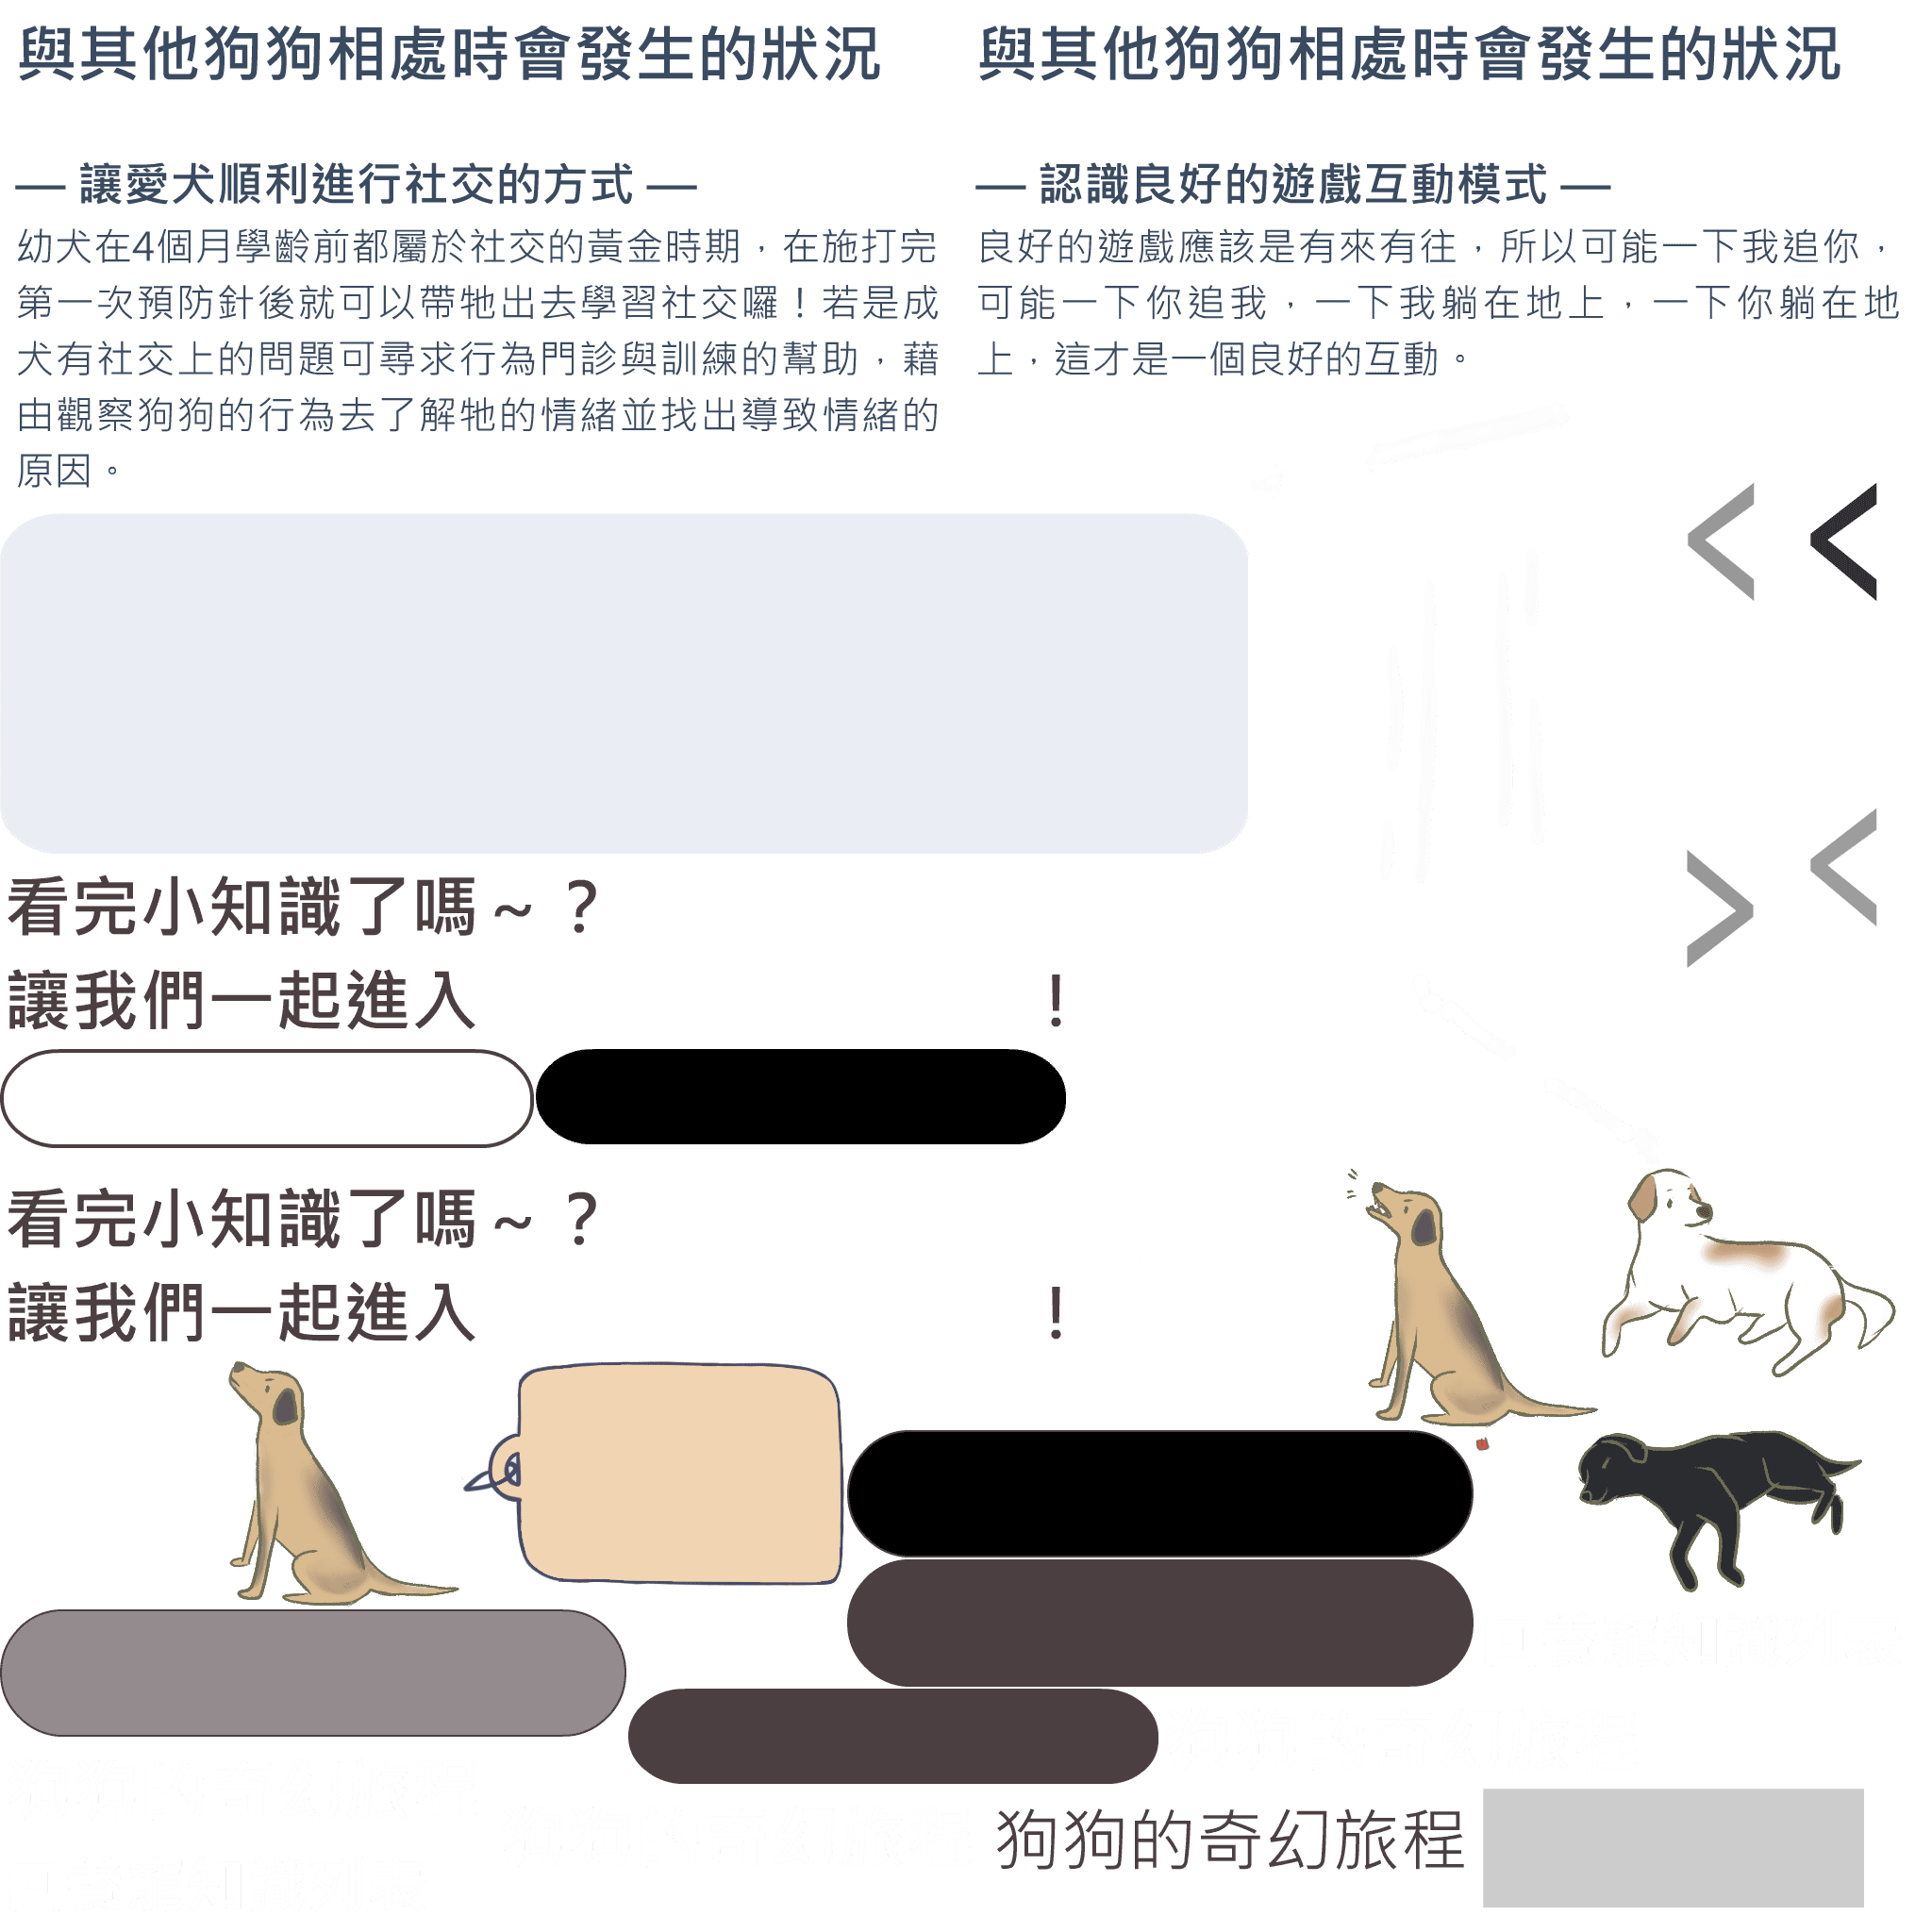 與其他狗狗相處時會發生的狀況
— 讓愛犬順利進行社交的方式 —
幼犬在4個月學齡前都屬於社交的黃金時期，在施打完
第一次預防針後就可以帶牠出去學習社交囉！若是成
犬有社交上的問題可尋求行為門診與訓練的幫助，藉
由觀察狗狗的行為去了解牠的情緒並找出導致情緒的
原因。
與其他狗狗相處時會發生的狀況
— 認識良好的遊戲互動模式 —
良好的遊戲應該是有來有往，所以可能一下我追你，
可能一下你追我，一下我躺在地上，一下你躺在地
上，這才是一個良好的互動。
看完小知識了嗎～？
讓我們一起進入　　　　　　　　！
看完小知識了嗎～？
讓我們一起進入　　　　　　　　！
狗狗的奇幻旅程